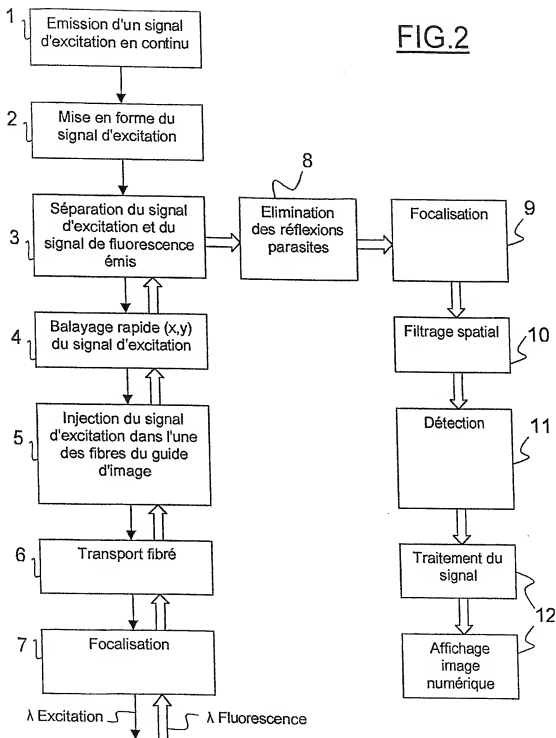 FIG.2
1
Emission d'un signal
d'excitation en continu
2
Mise en forme du
signal d'excitation
3
Séparation du signal
d'excitation et du
signal de fluorescence
émis
8
Elimination
des réflexions
parasites
Focalisation
9
4
Balayage rapide (x,y)
du signal d'excitation
Filtrage spatial
10
5
Injection du signal
d'excitation dans l'une
des fibres du guide
d'image
Détection
11
6
Transport fibré
Traitement du
signal
7
Focalisation
12
Affichage
image
numérique
λ Excitation
λ Fluorescence